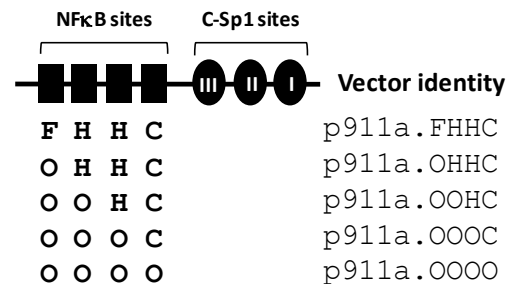 NFκB sites C-Sp1 sites
III II I Vector identity
F H H C p911a.FHHC
O H H C p911a.OHHC
O O H C p911a.OOHC
O O O C p911a.OOOC
O O O O p911a.OOOO